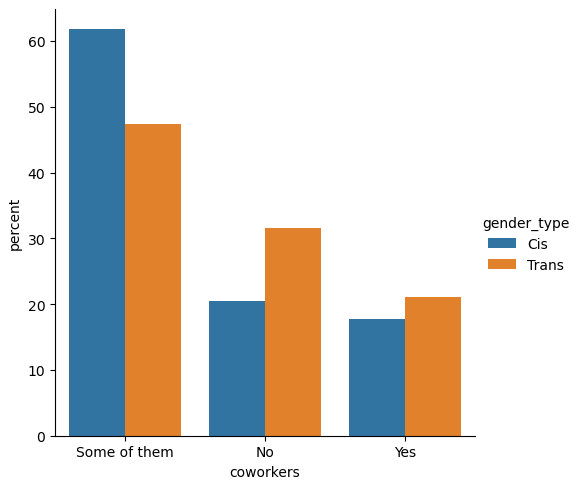 60
50
40
30
20
10
0
percent
Some of them
No
Yes
coworkers
gender_type
Cis
Trans